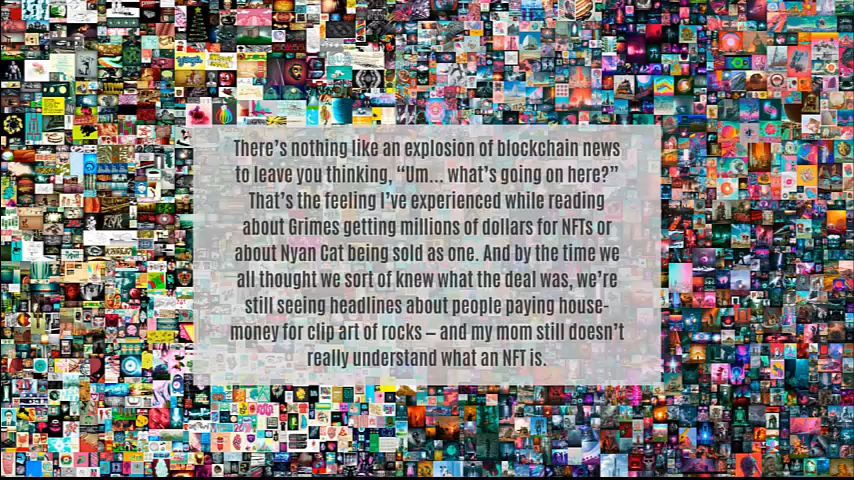 There's nothing like an explosion of blockchain news
to leave you thinking, “Um... what's going on here?”
That's the feeling I've experienced while reading
about Grimes getting millions of dollars for NFTs or
about Nyan Cat being sold as one. And by the time we
all thought we sort of knew what the deal was, we're
still seeing headlines about people paying house-
money for clip art of rocks – and my mom still doesn't
really understand what an NFT is.